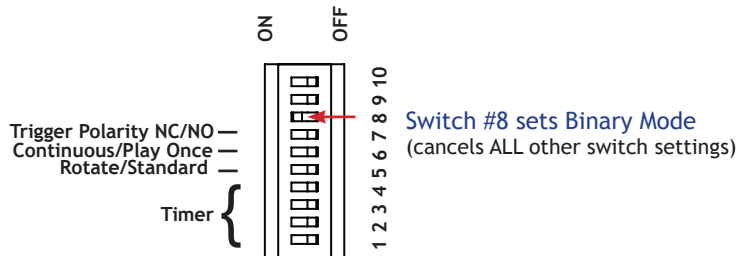 ON
OFF
1 2 3 4 5 6 7 8 9 10
Trigger Polarity NC/NO
Continuous/Play Once
Rotate/Standard
Timer
Switch #8 sets Binary Mode
(cancels ALL other switch settings)